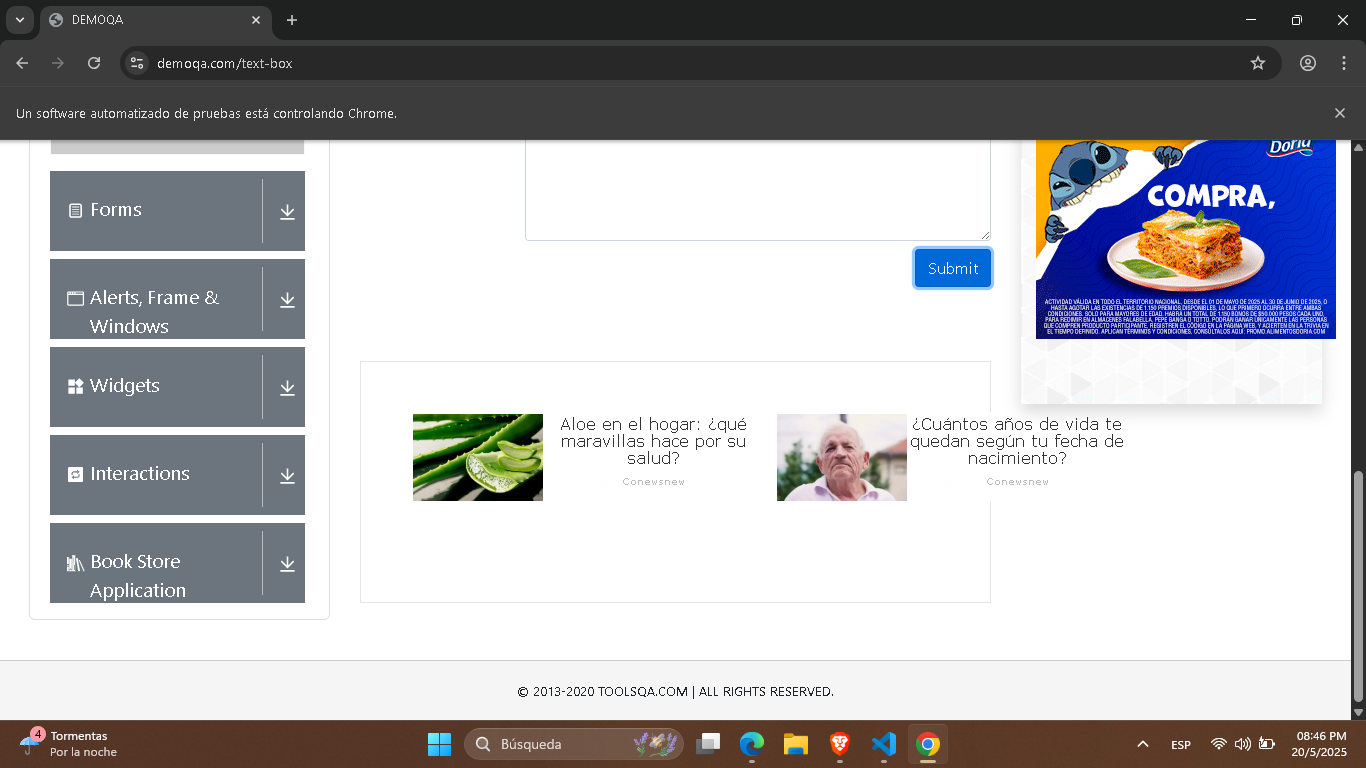 DEMOQA
demoqa.com/text-box
Un software automatizado de pruebas está controlando Chrome.
Forms
Alerts, Frame &
Windows
Widgets
Interactions
Book Store
Application
Submit
Doria
COMPRA,
ACTIVIDAD VÁLIDA EN TODO EL TERRITORIO NACIONAL, DESDE EL 01 DE MAYO DE 2025 AL 30 DE JUNIO DE 2025, O
HASTA AGOTAR LAS EXISTENCIAS DE 1.150 PREMIOS DISPONIBLES, LO QUE PRIMERO OCURRA ENTRE AMBAS
CONDICIONES. SOLO PARA MAYORES DE EDAD. HABRÁ UN TOTAL DE 1.150 BONOS DE $50.000 PESOS CADA UNO,
PARA REDIMIR EN ALMACENES FALABELLA, PEPE GANGA O TOTTO. PODRÁN GANAR ÚNICAMENTE LAS PERSONAS
QUE COMPREN PRODUCTO PARTICIPANTE, REGISTREN EL CÓDIGO EN LA PÁGINA WEB, Y ACIERTEN EN LA TRIVIA EN
EL TIEMPO DEFINIDO. APLICAN TÉRMINOS Y CONDICIONES, CONSÚLTALOS AQUÍ: PROMO.ALIMENTOSDORIA.COM
Aloe en el hogar: ¿qué
maravillas hace por su
salud?
Conewsnew
¿Cuántos años de vida te
quedan según tu fecha de
nacimiento?
Conewsnew
© 2013-2020 TOOLSQA.COM | ALL RIGHTS RESERVED.
4
Tormentas
Por la noche
Búsqueda
ESP
08:46 PM
20/5/2025